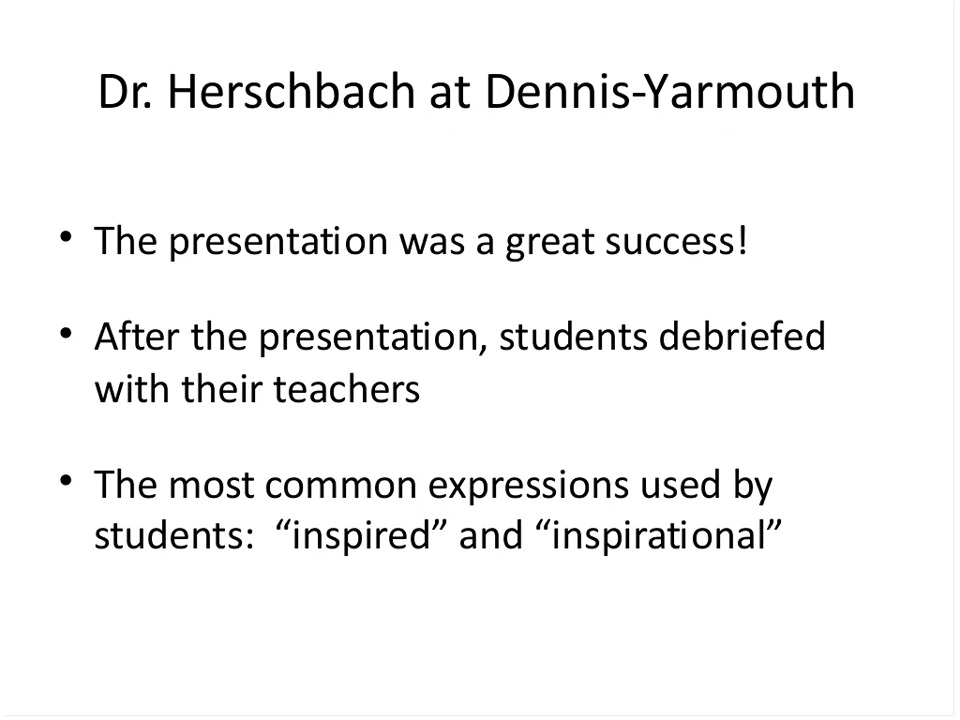 Dr. Herschbach at Dennis-Yarmouth
• The presentation was a great success!
• After the presentation, students debriefed
with their teachers
• The most common expressions used by
students:  “inspired” and “inspirational”